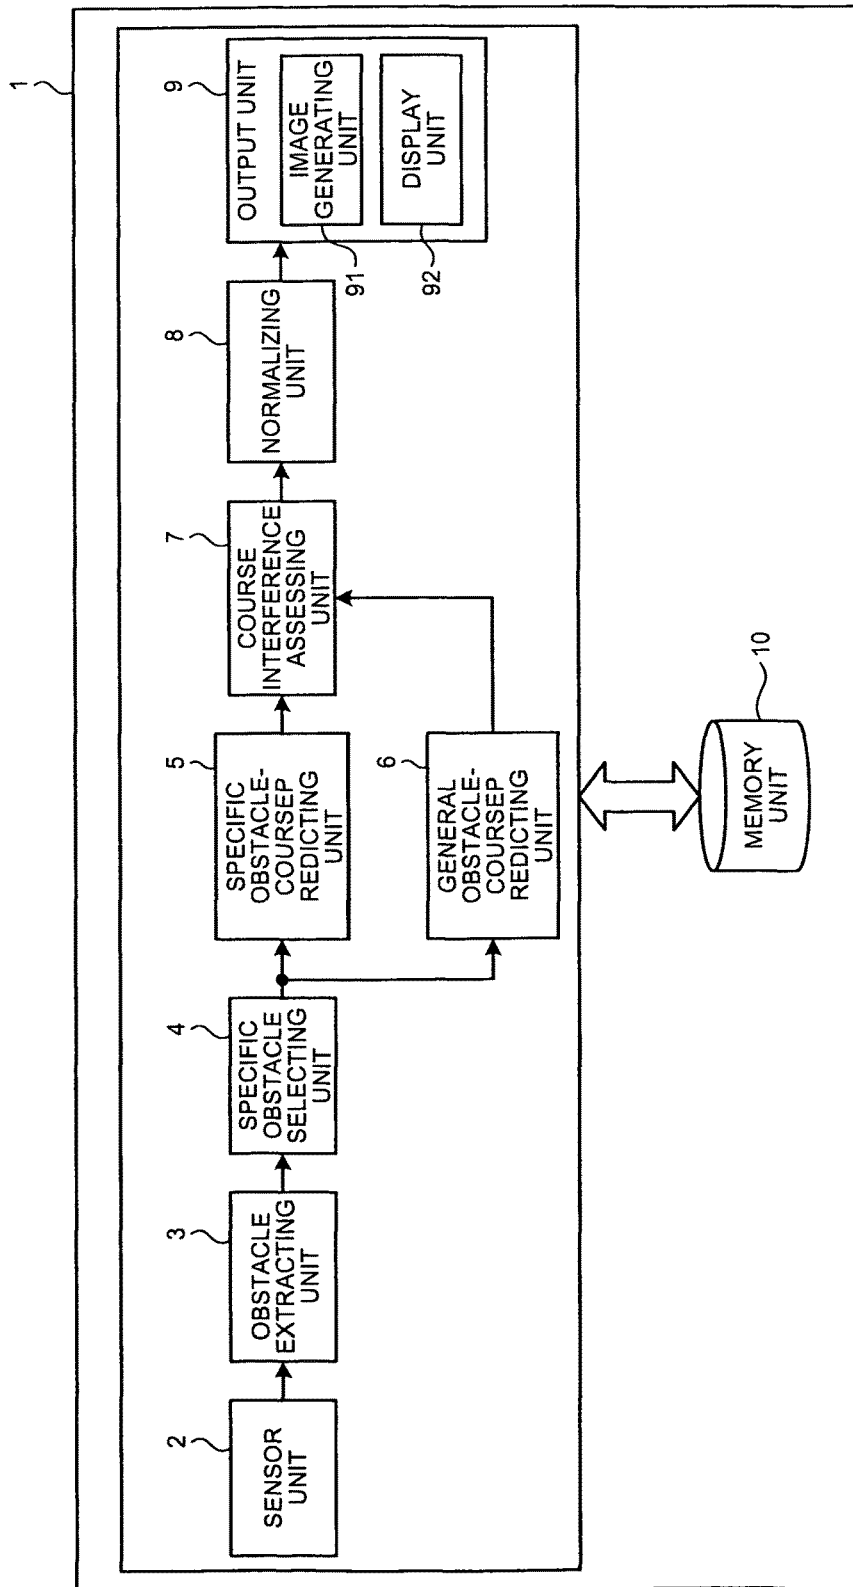 1
2
SENSOR
UNIT
3
OBSTACLE
EXTRACTING
UNIT
4
SPECIFIC
OBSTACLE
SELECTING
UNIT
5
SPECIFIC
OBSTACLE-
COURSEP
REDICTING
UNIT
6
GENERAL
OBSTACLE-
COURSEP
REDICTING
UNIT
7
COURSE
INTERFERENCE
ASSESSING
UNIT
8
NORMALIZING
UNIT
9
OUTPUT UNIT
IMAGE
GENERATING
UNIT
91
DISPLAY
UNIT
92
10
MEMORY
UNIT